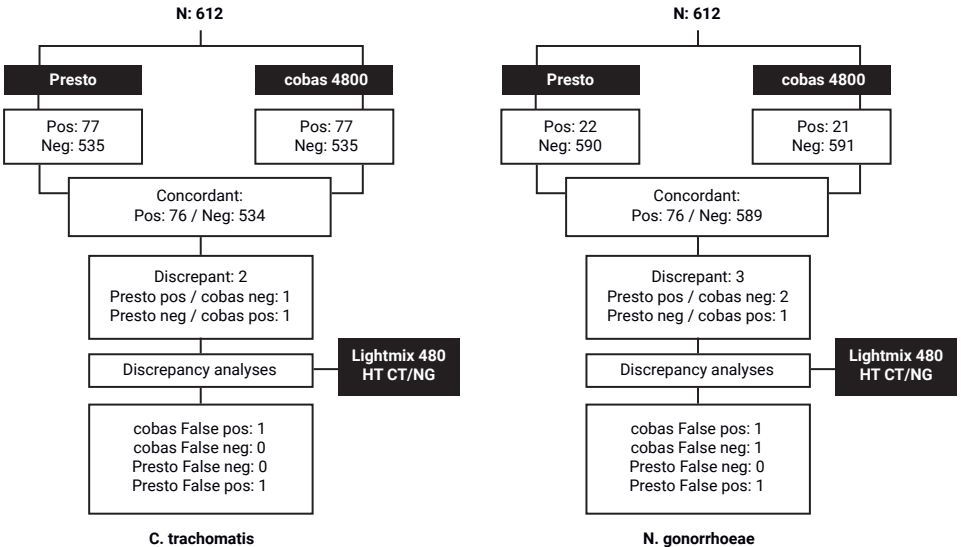 N: 612
Presto
cobas 4800
Pos: 77
Neg: 535
Pos: 77
Neg: 535
Concordant:
Pos: 76 / Neg: 534
Discrepant: 2
Presto pos / cobas neg: 1
Presto neg / cobas pos: 1
Discrepancy analyses
Lightmix 480
HT CT/NG
cobas False pos: 1
cobas False neg: 0
Presto False neg: 0
Presto False pos: 1
C. trachomatis
N: 612
Presto
cobas 4800
Pos: 22
Neg: 590
Pos: 21
Neg: 591
Concordant:
Pos: 76 / Neg: 589
Discrepant: 3
Presto pos / cobas neg: 2
Presto neg / cobas pos: 1
Discrepancy analyses
Lightmix 480
HT CT/NG
cobas False pos: 1
cobas False neg: 1
Presto False neg: 0
Presto False pos: 1
N. gonorrhoeae